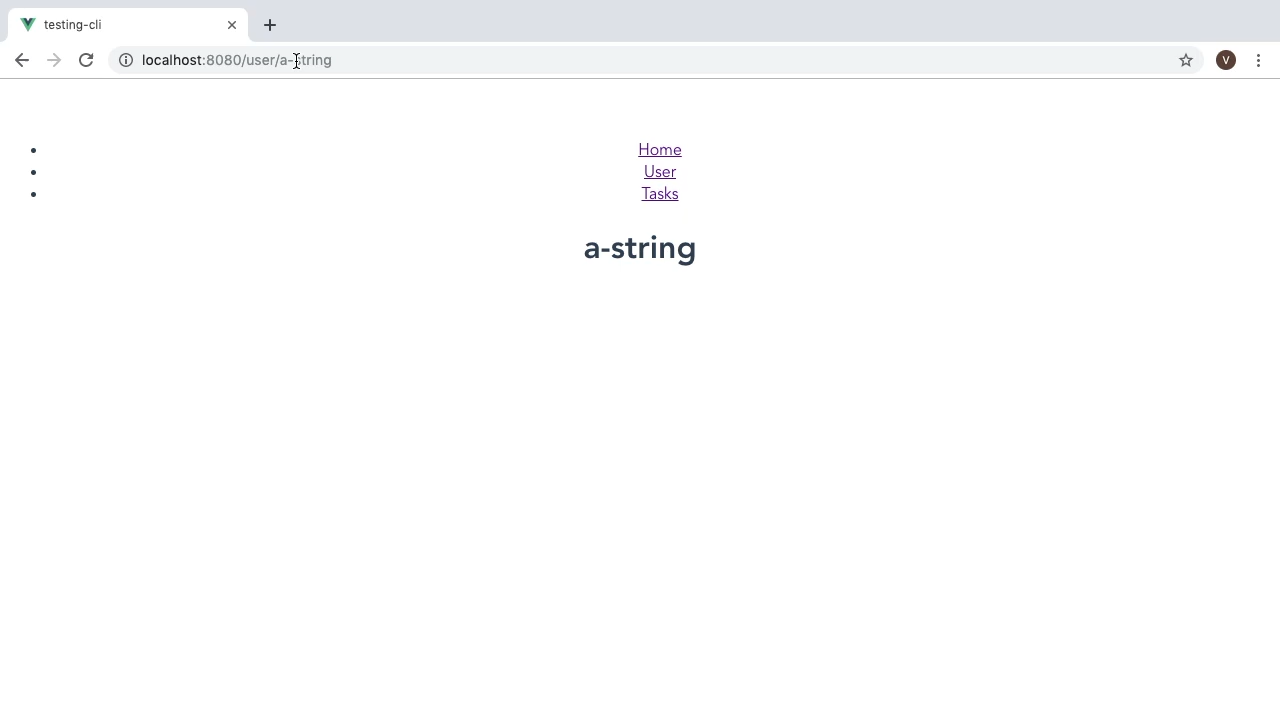 testing-cli
localhost:8080/user/a-string
V
Home
User
Tasks
a-string